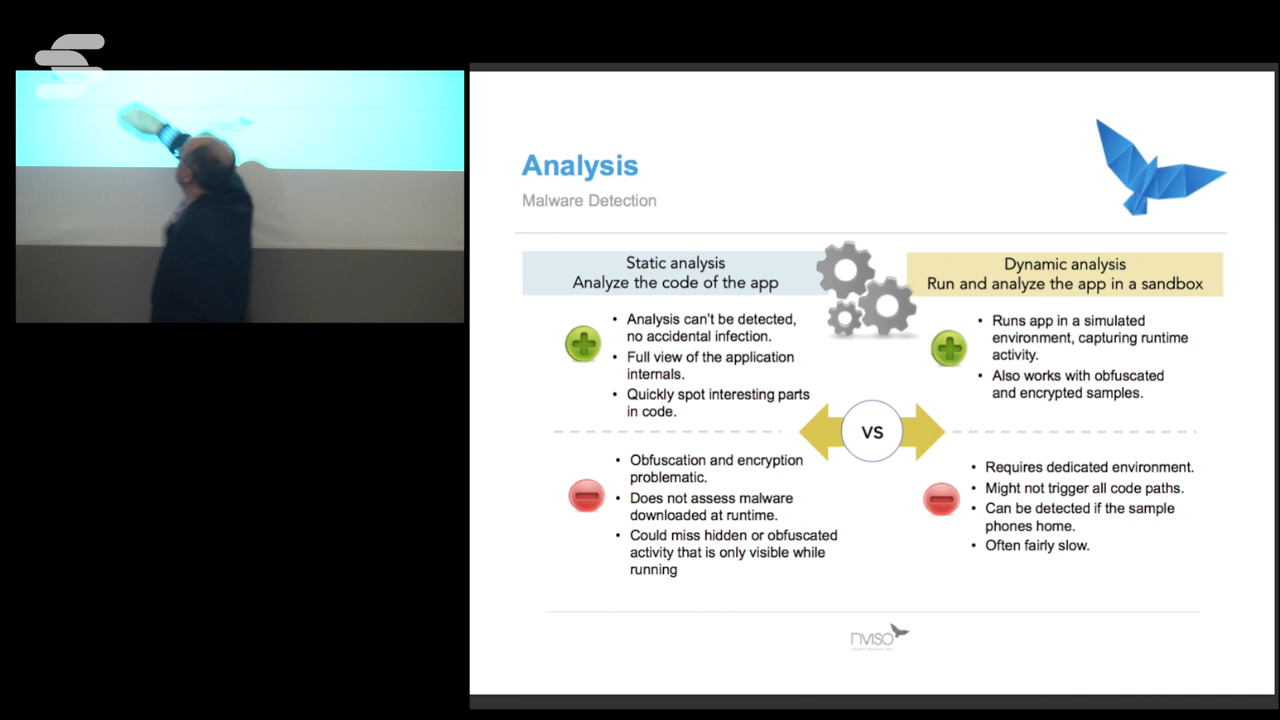 Analysis
Malware Detection
Static analysis
Analyze the code of the app
• Analysis can't be detected,
no accidental infection.
• Full view of the application
internals.
• Quickly spot interesting parts
in code.
• Obfuscation and encryption
problematic.
• Does not assess malware
downloaded at runtime.
• Could miss hidden or obfuscated
activity that is only visible while
running
VS
Dynamic analysis
Run and analyze the app in a sandbox
• Runs app in a simulated
environment, capturing runtime
activity.
• Also works with obfuscated
and encrypted samples.
• Requires dedicated environment.
• Might not trigger all code paths.
• Can be detected if the sample
phones home.
• Often fairly slow.
NVISO